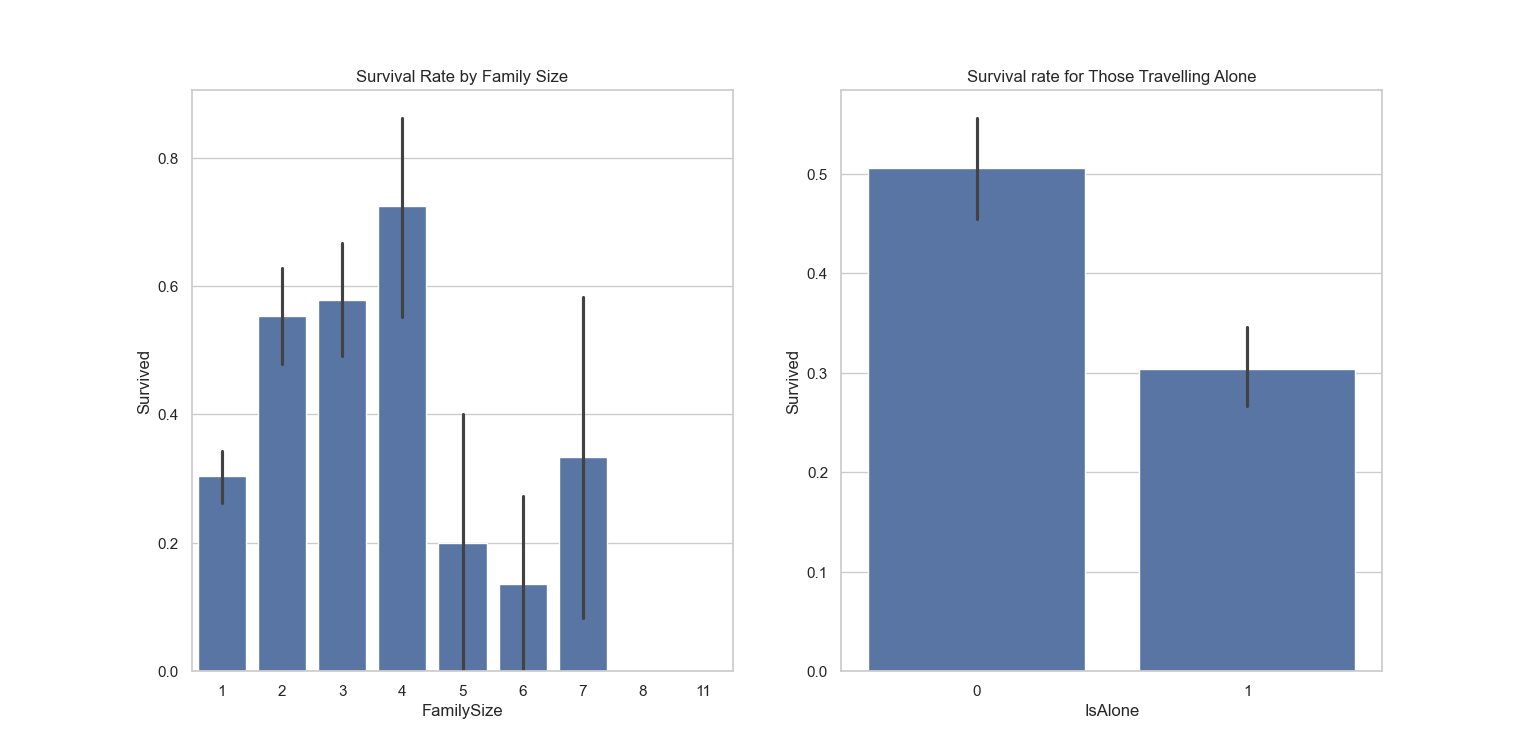 Survival Rate by Family Size
0.8
0.6
0.4
0.2
0.0
Survived
1 2 3 4 5 6 7 8 11
FamilySize
Survival rate for Those Travelling Alone
0.5
0.4
0.3
0.2
0.1
0.0
Survived
0 1
IsAlone